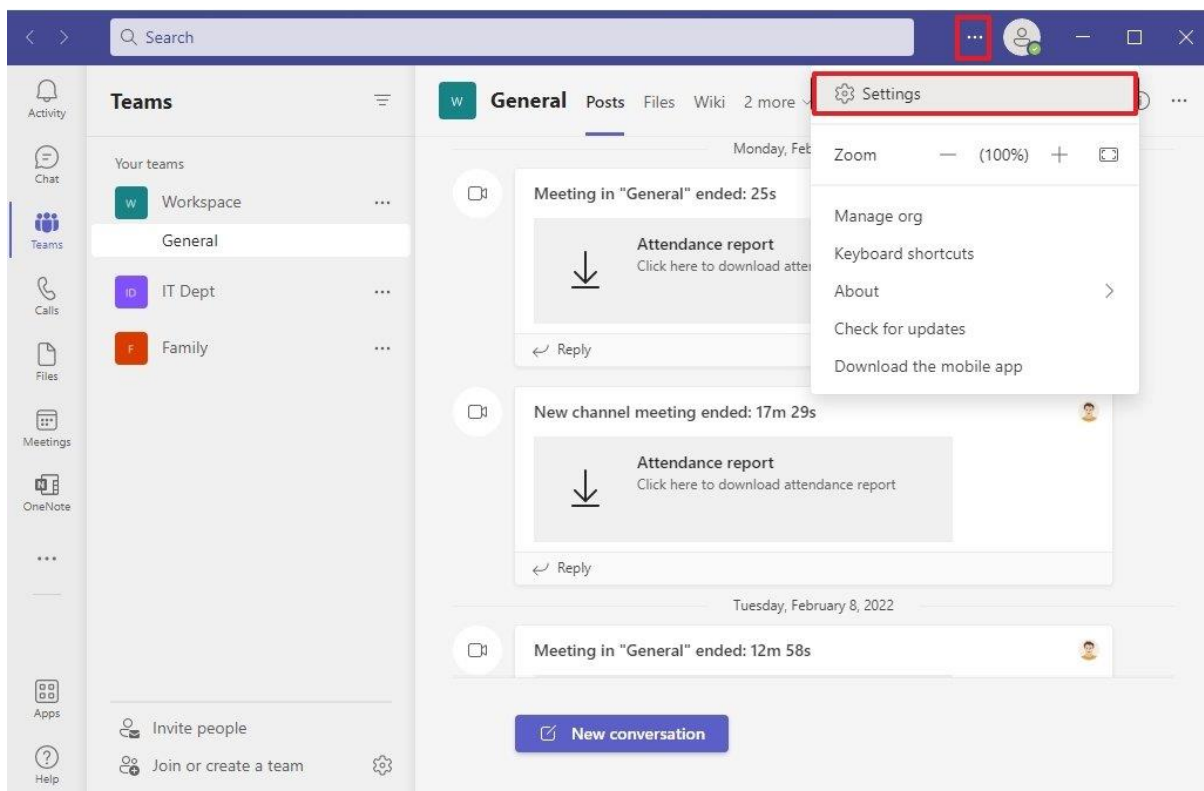 Search
Activity
Chat
Teams
Calls
Files
Meetings
OneNote
Apps
Help
Teams
Your teams
W Workspace
General
ID IT Dept
F Family
Invite people
Join or create a team
W General Posts Files Wiki 2 more
Monday, Feb
Meeting in "General" ended: 25s
Attendance report
Click here to download
Reply
New channel meeting ended: 17m 29s
Attendance report
Click here to download attendance report
Reply
Tuesday, February 8, 2022
Meeting in "General" ended: 12m 58s
New conversation
Settings
Zoom — (100%) +
Manage org
Keyboard shortcuts
About
Check for updates
Download the mobile app